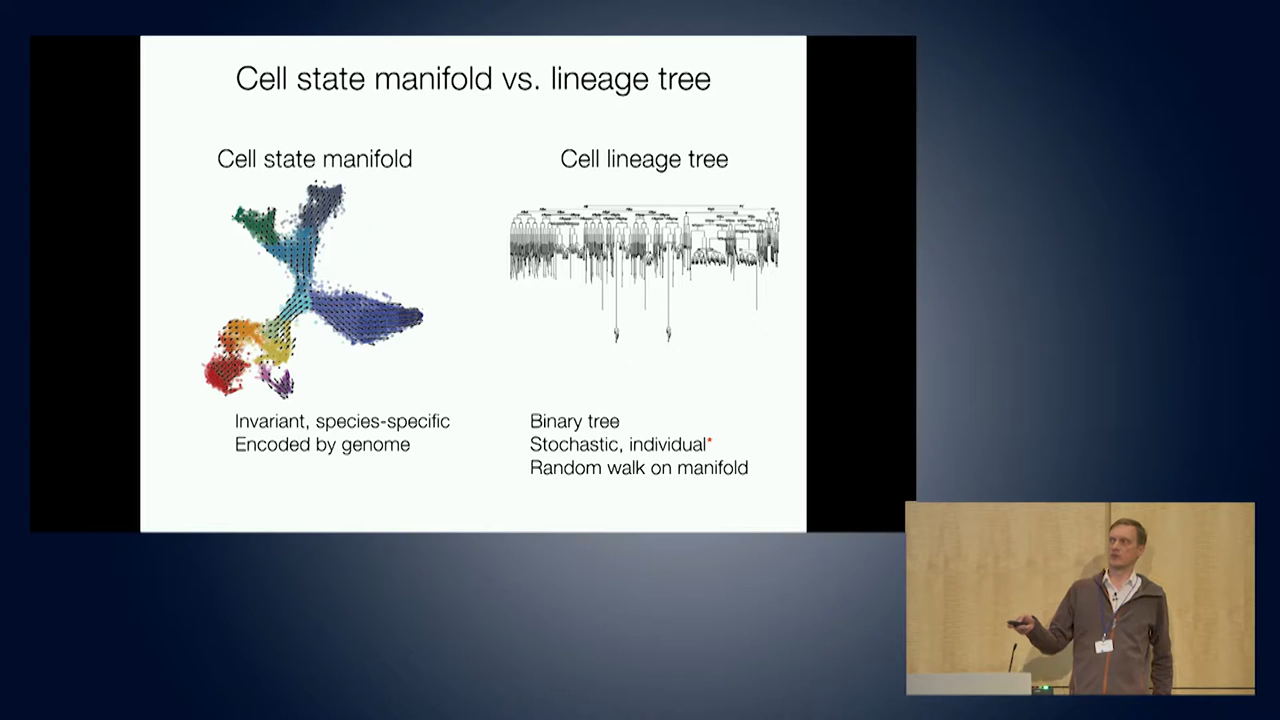 Cell state manifold vs. lineage tree
Cell state manifold
Cell lineage tree
Invariant, species-specific
Encoded by genome
Binary tree
Stochastic, individual*
Random walk on manifold